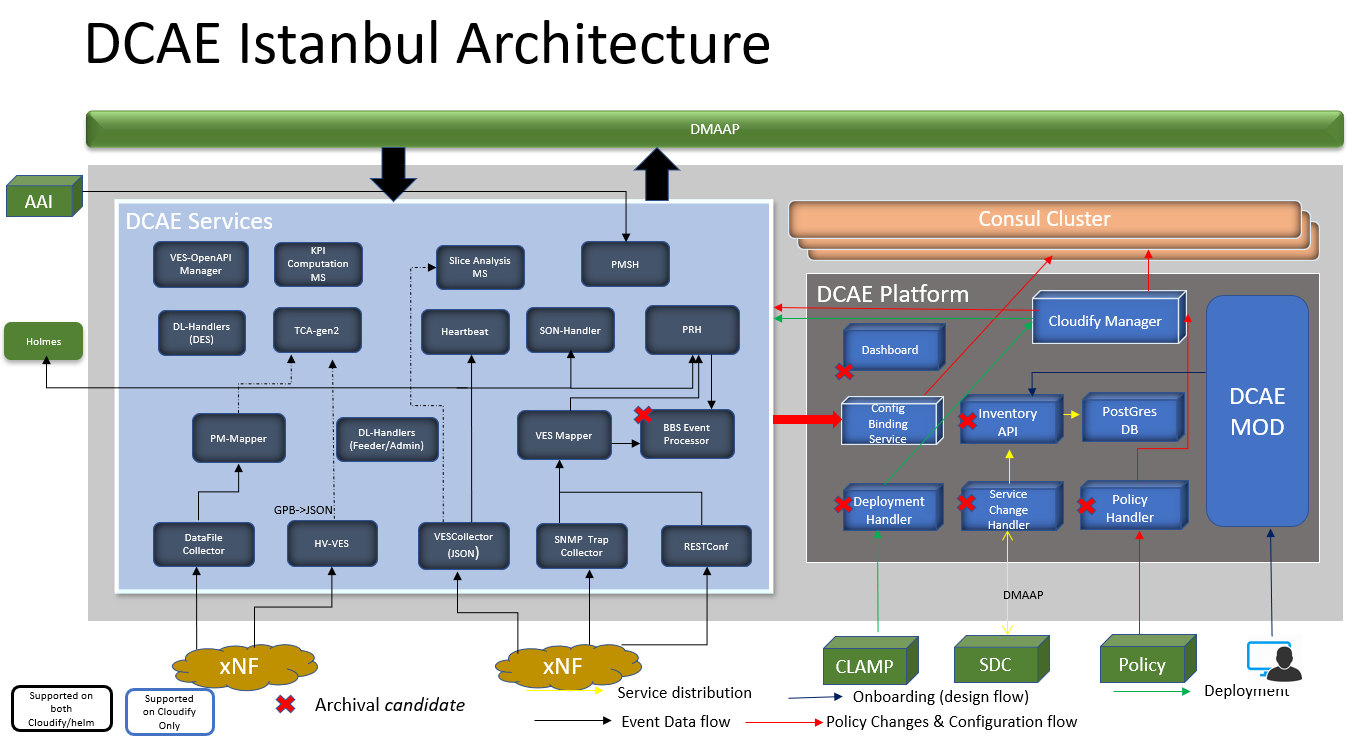 DCAE Istanbul Architecture
DMAAP
AAI
DCAE Services
Consul Cluster
VES-OpenAPI
Manager
KPI
Computation
MS
Slice Analysis
MS
PMSH
DCAE Platform
Cloudify Manager
DL-Handlers
(DES)
TCA-gen2
Heartbeat
SON-Handler
PRH
Holmes
Dashboard
DCAE
MOD
Config
Binding
Service
Inventory
API
PostGres
DB
PM-Mapper
DL-Handlers
(Feeder/Admin)
VES Mapper
BBS Event
Processor
GPB->JSON
Deployment
Handler
Service
Change
Handler
Policy
Handler
DataFile
Collector
HV-VES
VESCollector
(JSON)
SNMP Trap
Collector
RESTConf
DMAAP
xNF
xNF
CLAMP
SDC
Policy
Supported on
both
Cloudify/helm
Supported
on Cloudify
Only
Archival candidate
Service distribution
Onboarding (design flow)
Deployment
Event Data flow
Policy Changes & Configuration flow